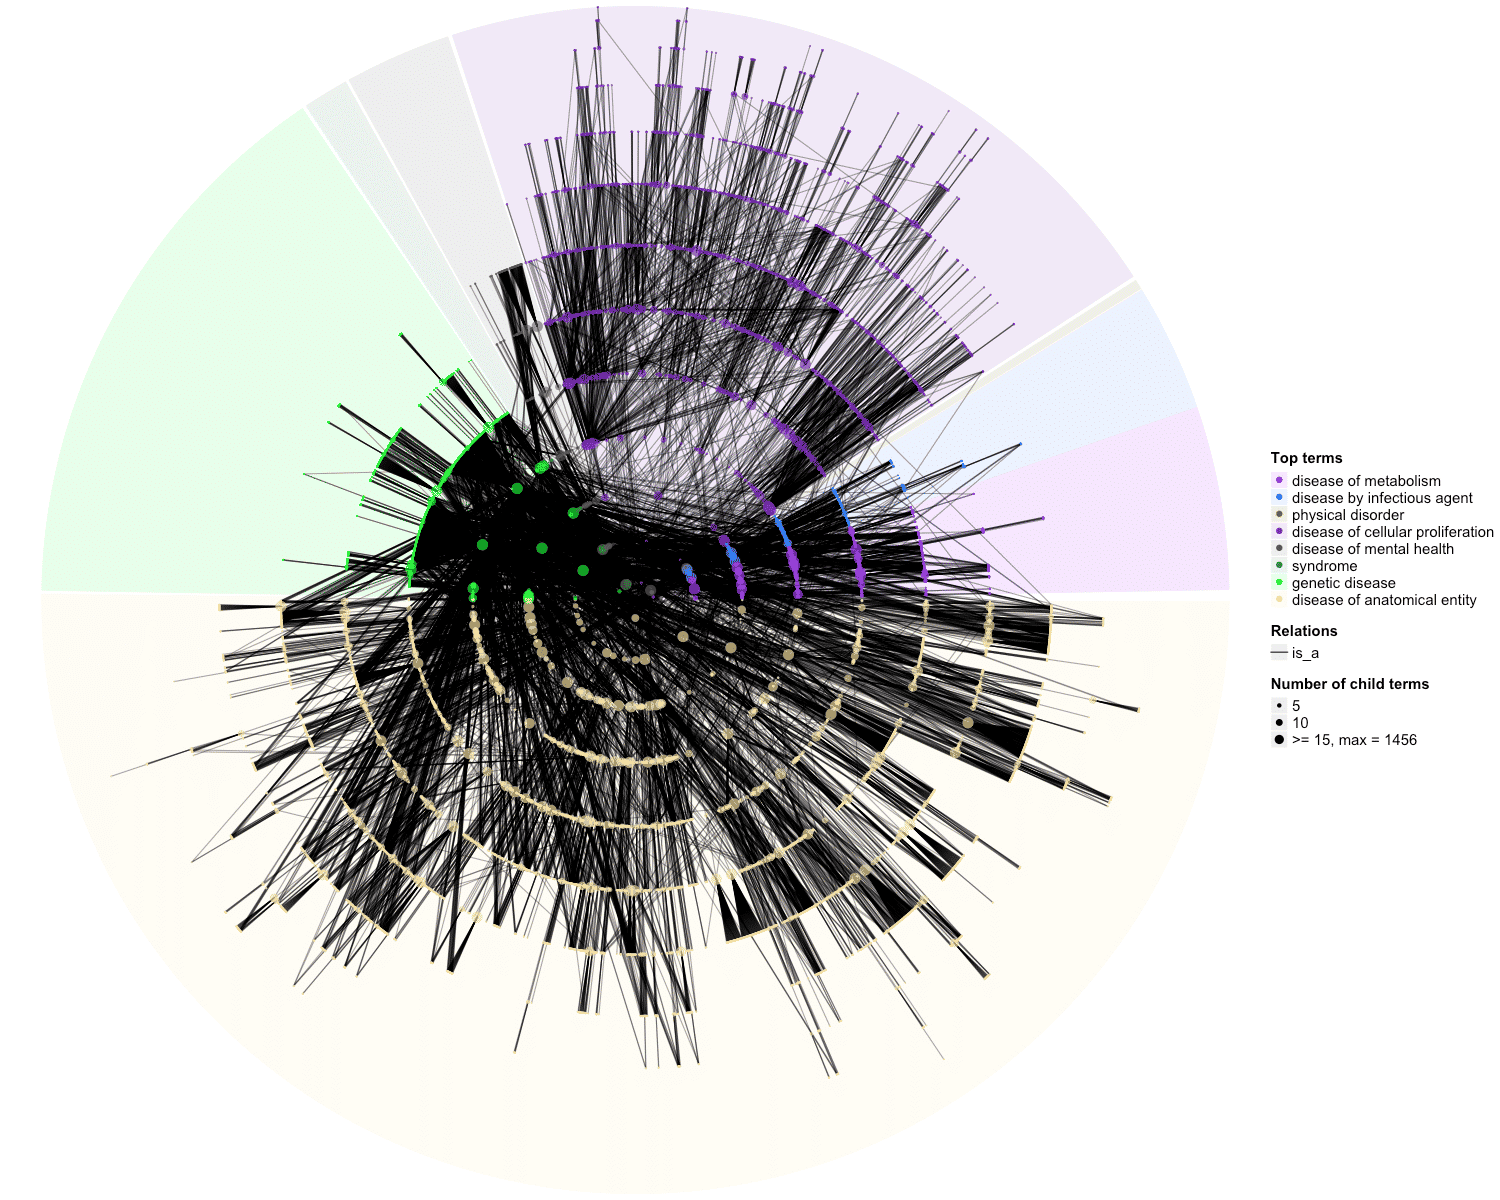 Top terms
disease of metabolism
disease by infectious agent
physical disorder
disease of cellular proliferation
disease of mental health
syndrome
genetic disease
disease of anatomical entity
Relations
is_a
Number of child terms
5
10
>= 15, max = 1456